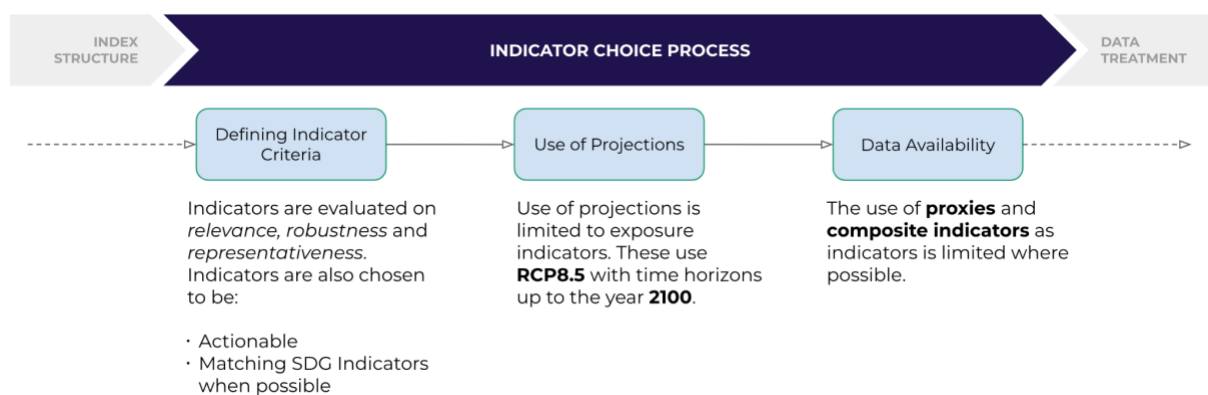 INDEX
STRUCTURE
INDICATOR CHOICE PROCESS
DATA
TREATMENT
Defining Indicator
Criteria
Use of Projections
Data Availability
Indicators are evaluated on
relevance, robustness and
representativeness.
Indicators are also chosen
to be:
· Actionable
· Matching SDG Indicators
when possible
Use of projections is
limited to exposure
indicators. These use
RCP8.5 with time horizons
up to the year 2100.
The use of proxies and
composite indicators as
indicators is limited where
possible.